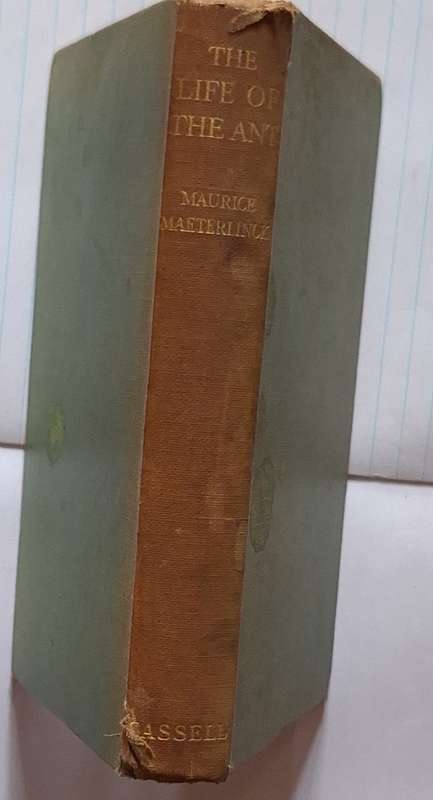 THE
LIFE OF
THE ANT
MAURICE
MAETERLINCK
CASSELL